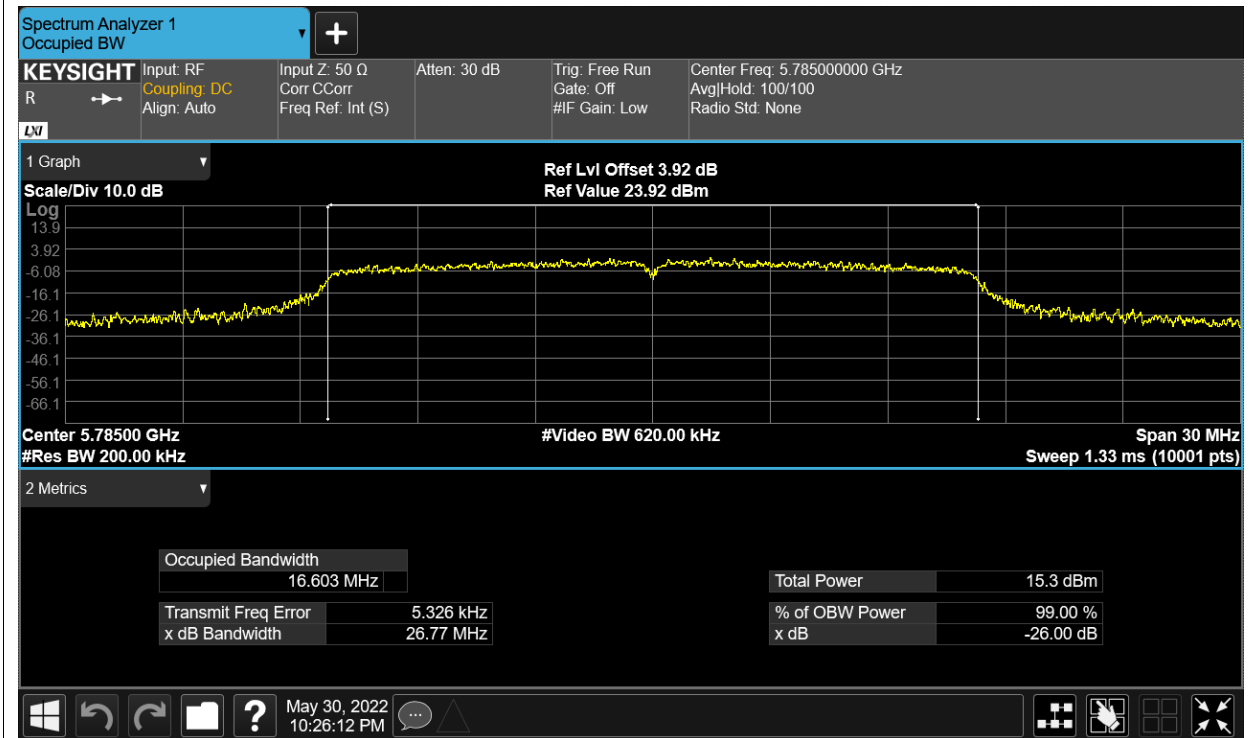 Spectrum Analyzer 1
Occupied BW
KEYSIGHT
R
LXI
Input: RF
Coupling: DC
Align: Auto
Input Z: 50 Ω
Corr CCorr
Freq Ref: Int (S)
Atten: 30 dB
Trig: Free Run
Gate: Off
#IF Gain: Low
Center Freq: 5.785000000 GHz
Avg|Hold: 100/100
Radio Std: None
1 Graph
Scale/Div 10.0 dB
Ref Lvl Offset 3.92 dB
Ref Value 23.92 dBm
Log
13.9
3.92
-6.08
-16.1
-26.1
-36.1
-46.1
-56.1
-66.1
Center 5.78500 GHz
#Video BW 620.00 kHz
Span 30 MHz
#Res BW 200.00 kHz
Sweep 1.33 ms (10001 pts)
2 Metrics
Occupied Bandwidth
16.603 MHz
Transmit Freq Error 5.326 kHz
x dB Bandwidth 26.77 MHz
Total Power 15.3 dBm
% of OBW Power 99.00 %
x dB -26.00 dB
?
May 30, 2022
10:26:12 PM